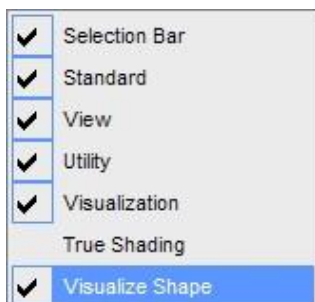 Selection Bar
Standard
View
Utility
Visualization
True Shading
Visualize Shape